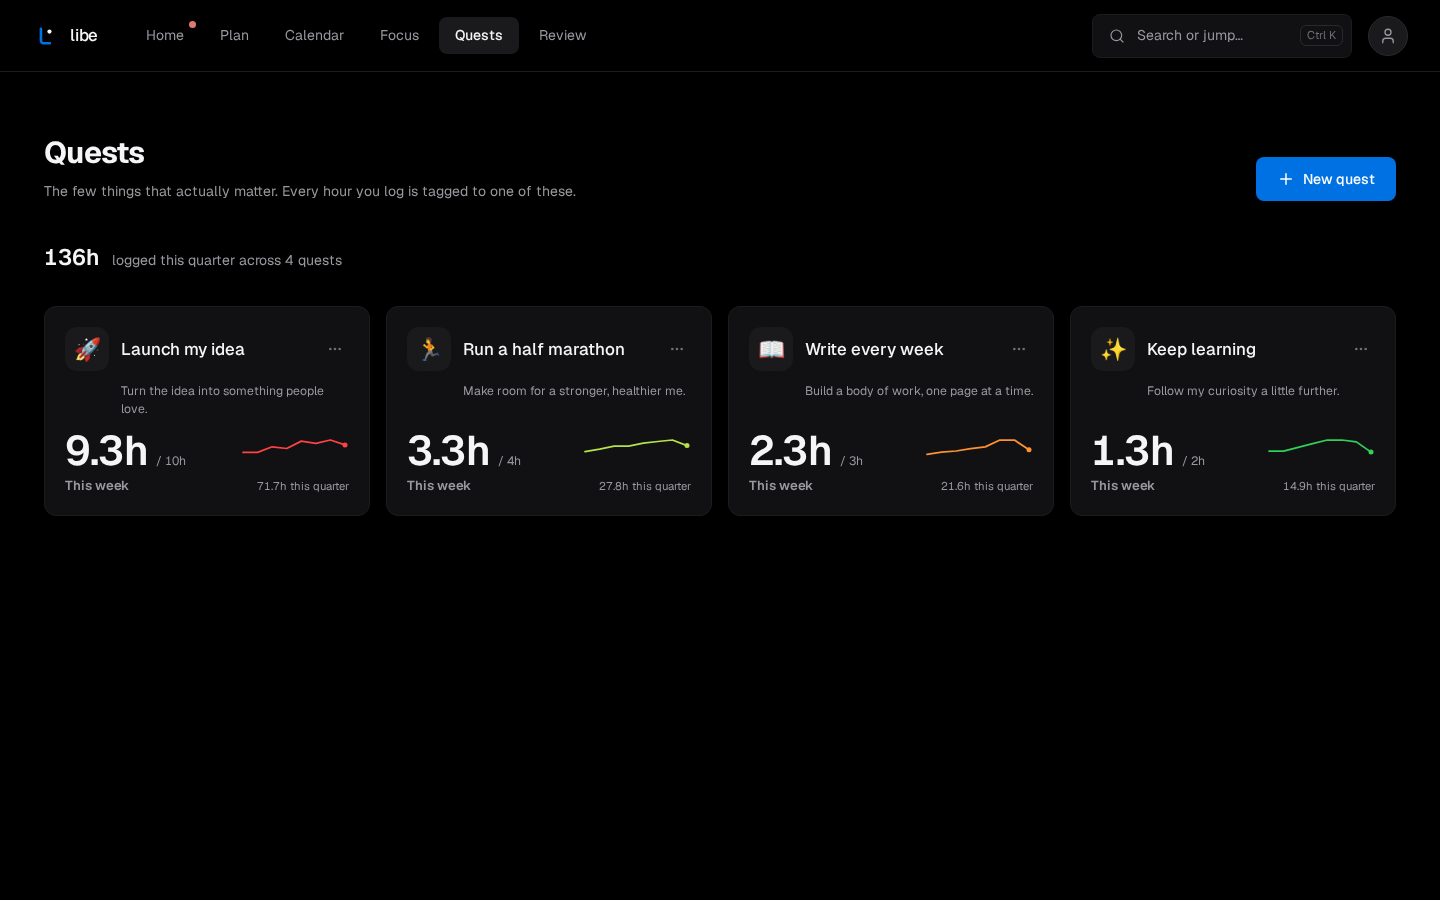 libe
Home
Plan
Calendar
Focus
Quests
Review
Search or jump...
Ctrl K
Quests
The few things that actually matter. Every hour you log is tagged to one of these.
New quest
136h logged this quarter across 4 quests
Launch my idea
Turn the idea into something people
love.
9.3h / 10h
This week
71.7h this quarter
Run a half marathon
Make room for a stronger, healthier me.
3.3h / 4h
This week
27.8h this quarter
Write every week
Build a body of work, one page at a time.
2.3h / 3h
This week
21.6h this quarter
Keep learning
Follow my curiosity a little further.
1.3h / 2h
This week
14.9h this quarter